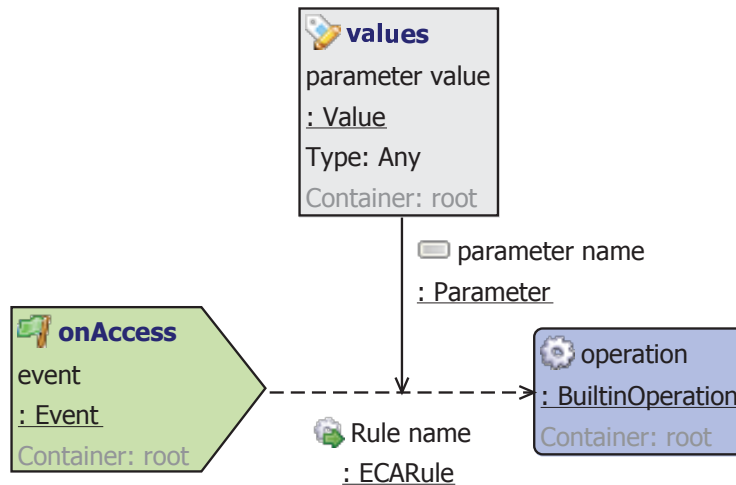 values
parameter value
: Value
Type: Any
Container: root
parameter name
: Parameter
onAccess
event
: Event
Container: root
Rule name
: ECARule
operation
: BuiltinOperation
Container: root